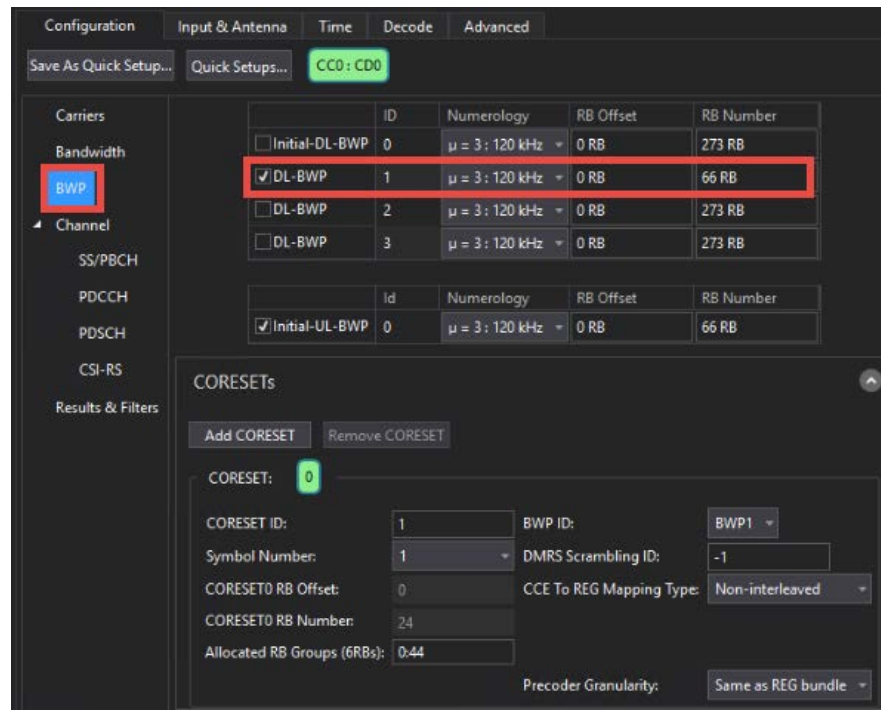 Configuration Input & Antenna Time Decode Advanced
Save As Quick Setup... Quick Setups... CC0 : CD0
Carriers
Bandwidth
BWP
Channel
SS/PBCH
PDCCH
PDSCH
CSI-RS
Results & Filters
ID Numerology RB Offset RB Number
Initial-DL-BWP 0 μ = 3 : 120 kHz 0 RB 273 RB
DL-BWP 1 μ = 3 : 120 kHz 0 RB 66 RB
DL-BWP 2 μ = 3 : 120 kHz 0 RB 273 RB
DL-BWP 3 μ = 3 : 120 kHz 0 RB 273 RB
Id Numerology RB Offset RB Number
Initial-UL-BWP 0 μ = 3 : 120 kHz 0 RB 66 RB
CORESETs
Add CORESET Remove CORESET
CORESET: 0
CORESET ID: 1 BWP ID: BWP1
Symbol Number: 1 DMRS Scrambling ID: -1
CORESET0 RB Offset: 0 CCE To REG Mapping Type: Non-interleaved
CORESET0 RB Number: 24
Allocated RB Groups (6RBs): 0:44
Precoder Granularity: Same as REG bundle